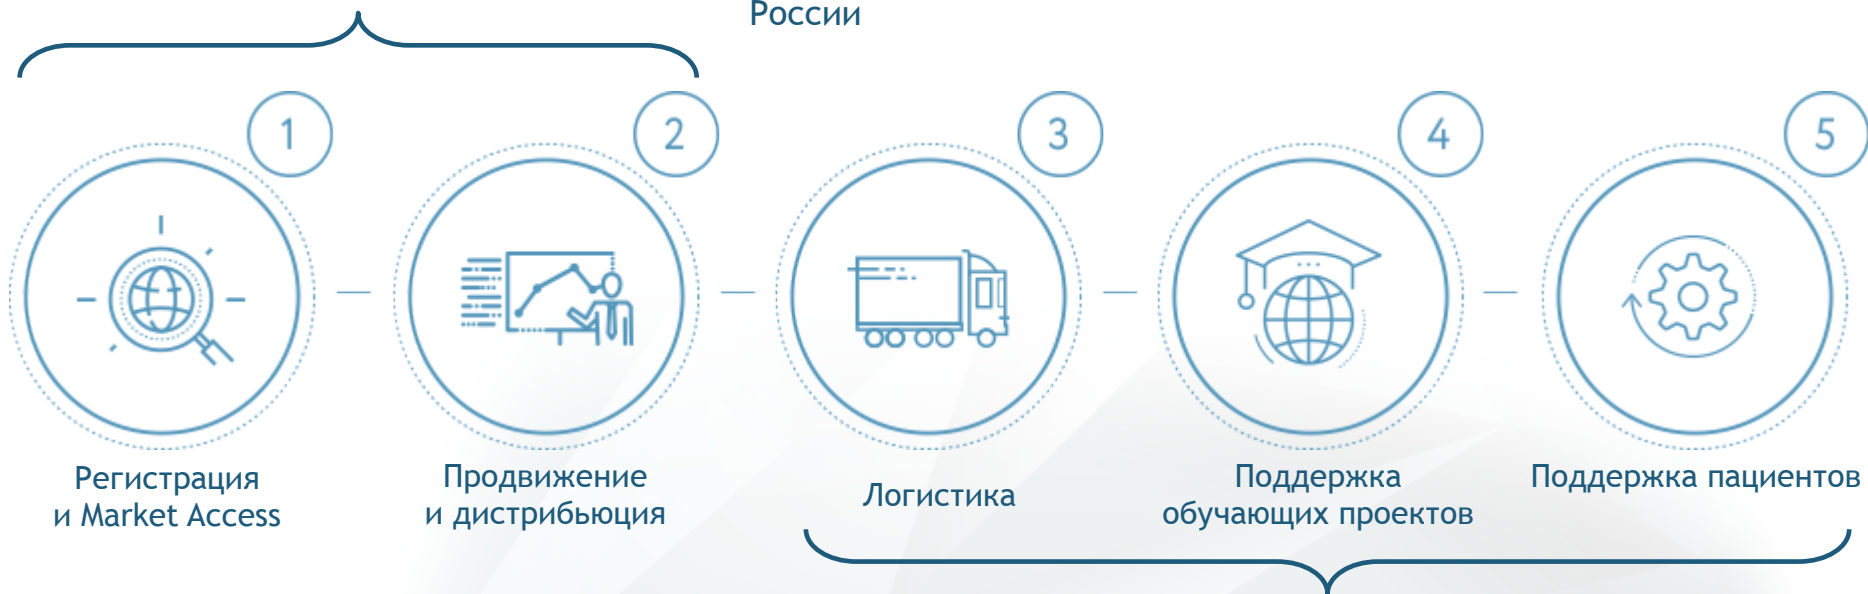 России
1
2
3
4
5
Регистрация
и Market Access
Продвижение
и дистрибьюция
Логистика
Поддержка
обучающих проектов
Поддержка пациентов